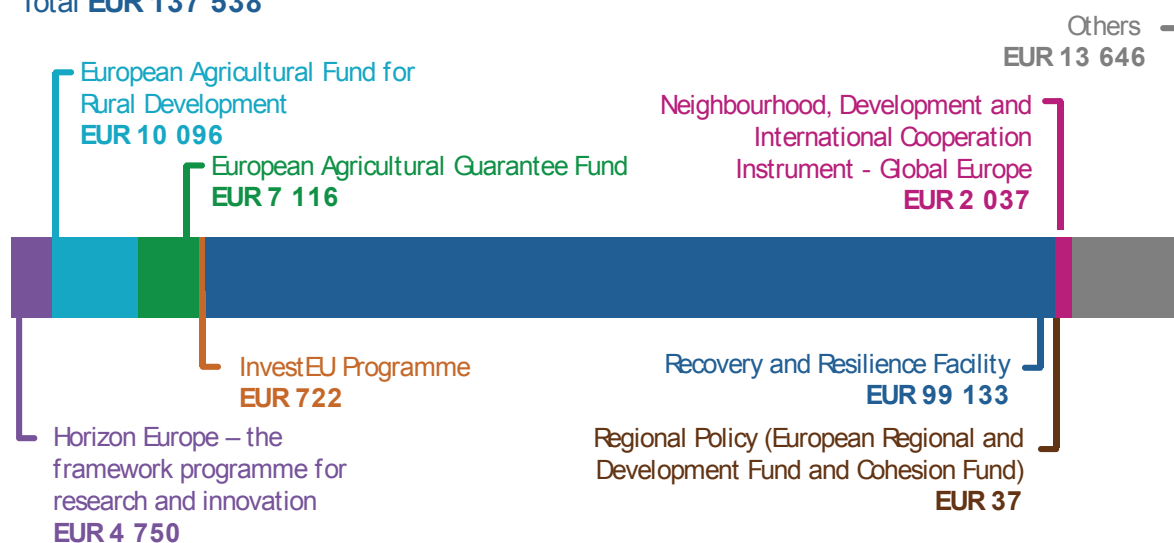 Total EUR 137 538
Others
EUR 13 646
European Agricultural Fund for
Rural Development
EUR 10 096
Neighbourhood, Development and
International Cooperation
Instrument - Global Europe
EUR 2 037
European Agricultural Guarantee Fund
EUR 7 116
InvestEU Programme
EUR 722
Recovery and Resilience Facility
EUR 99 133
Horizon Europe – the
framework programme for
research and innovation
EUR 4 750
Regional Policy (European Regional and
Development Fund and Cohesion Fund)
EUR 37